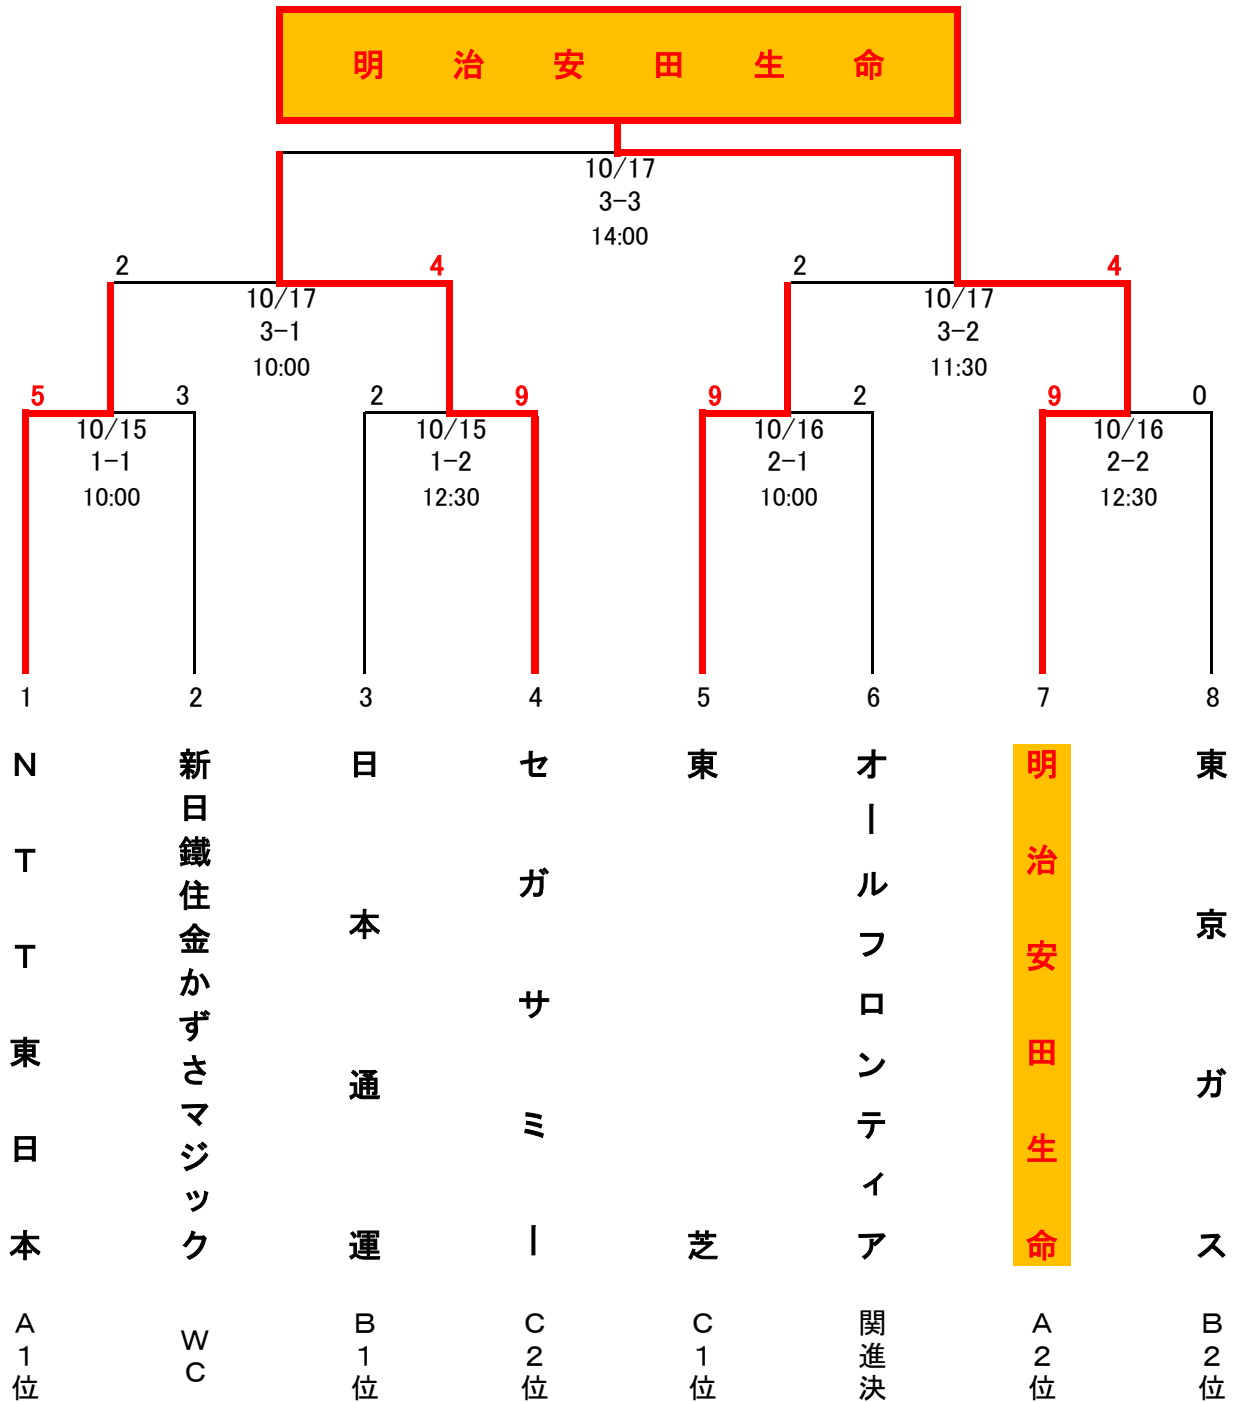 明治安田生命
10/17
3-3
14:00
2
4
2
4
10/17
3-1
10:00
10/17
3-2
11:30
5
3
2
9
9
2
9
0
10/15
1-1
10:00
10/15
1-2
12:30
10/16
2-1
10:00
10/16
2-2
12:30
1
2
3
4
5
6
7
8
NTT東日本
新日鐵住金かずさマジック
日本通運
セガサミー
東芝
オールフロンティア
明治安田生命
東京ガス
A1位
WC
B1位
C2位
C1位
関進決
A2位
B2位